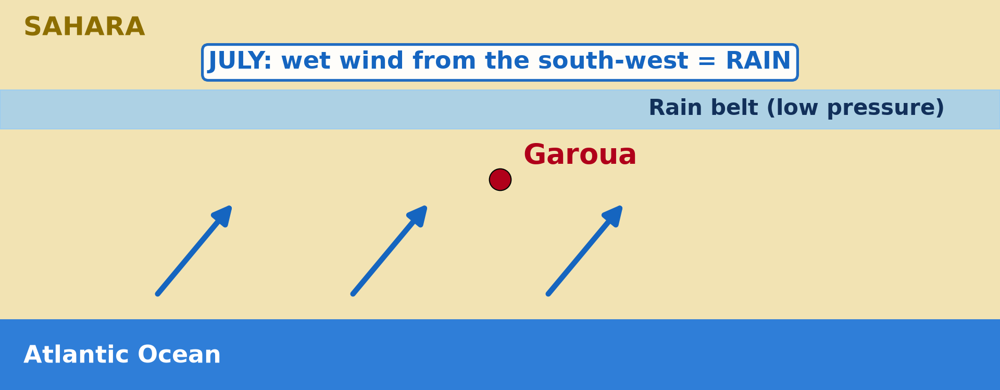 SAHARA
JULY: wet wind from the south-west = RAIN
Rain belt (low pressure)
Garoua
Atlantic Ocean